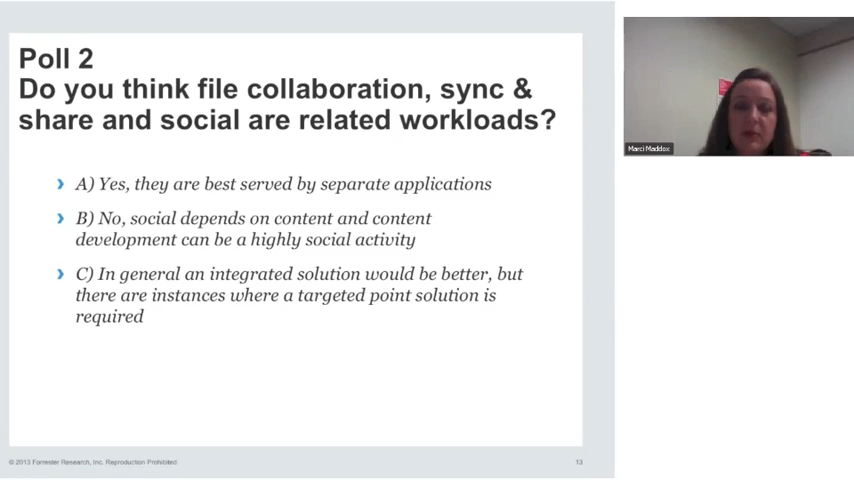 Poll 2
Do you think file collaboration, sync &
share and social are related workloads?
› A) Yes, they are best served by separate applications
› B) No, social depends on content and content
development can be a highly social activity
› C) In general an integrated solution would be better, but
there are instances where a targeted point solution is
required
© 2013 Forrester Research, Inc. Reproduction Prohibited
13
Marci Maddox